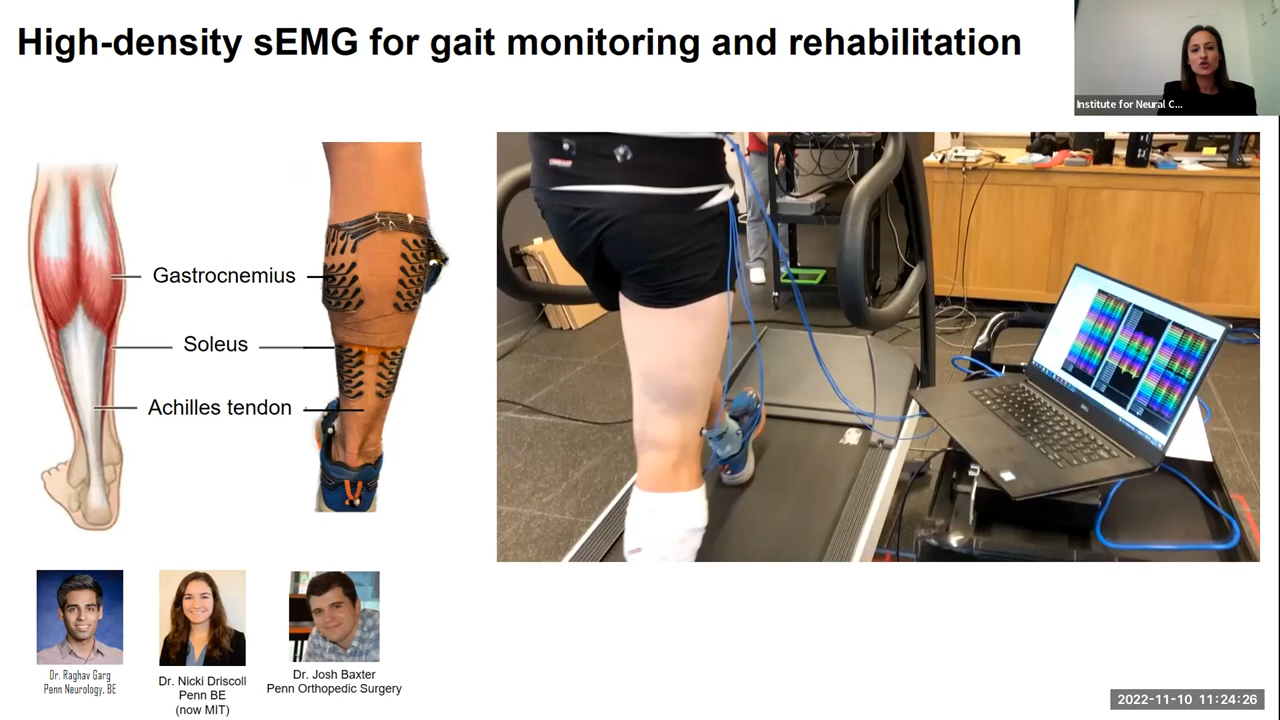 High-density sEMG for gait monitoring and rehabilitation
Institute for Neural C...
Gastrocnemius
Soleus
Achilles tendon
Dr. Raghav Garg
Penn Neurology, BE
Dr. Nicki Driscoll
Penn BE
(now MIT)
Dr. Josh Baxter
Penn Orthopedic Surgery
2022-11-10 11:24:26